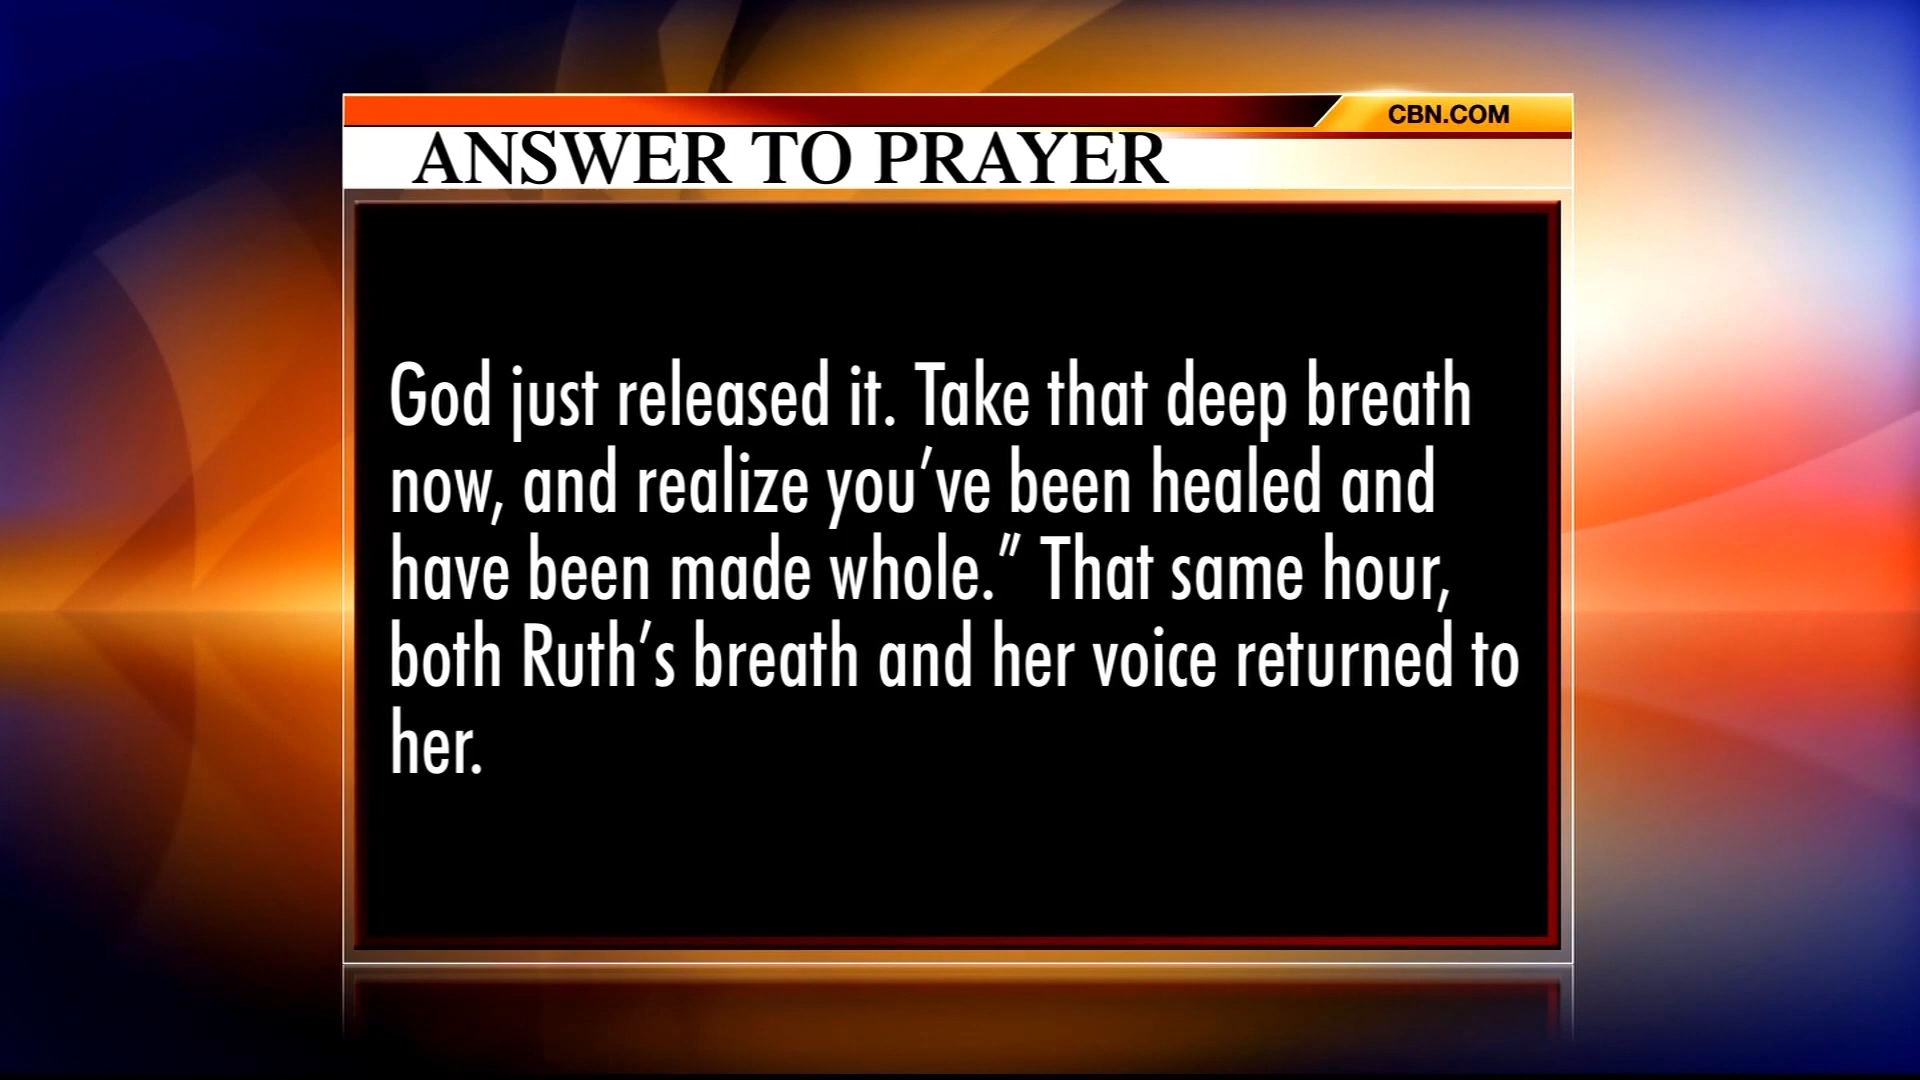 CBN.COM
ANSWER TO PRAYER
God just released it. Take that deep breath
now, and realize you've been healed and
have been made whole.” That same hour,
both Ruth's breath and her voice returned to
her.